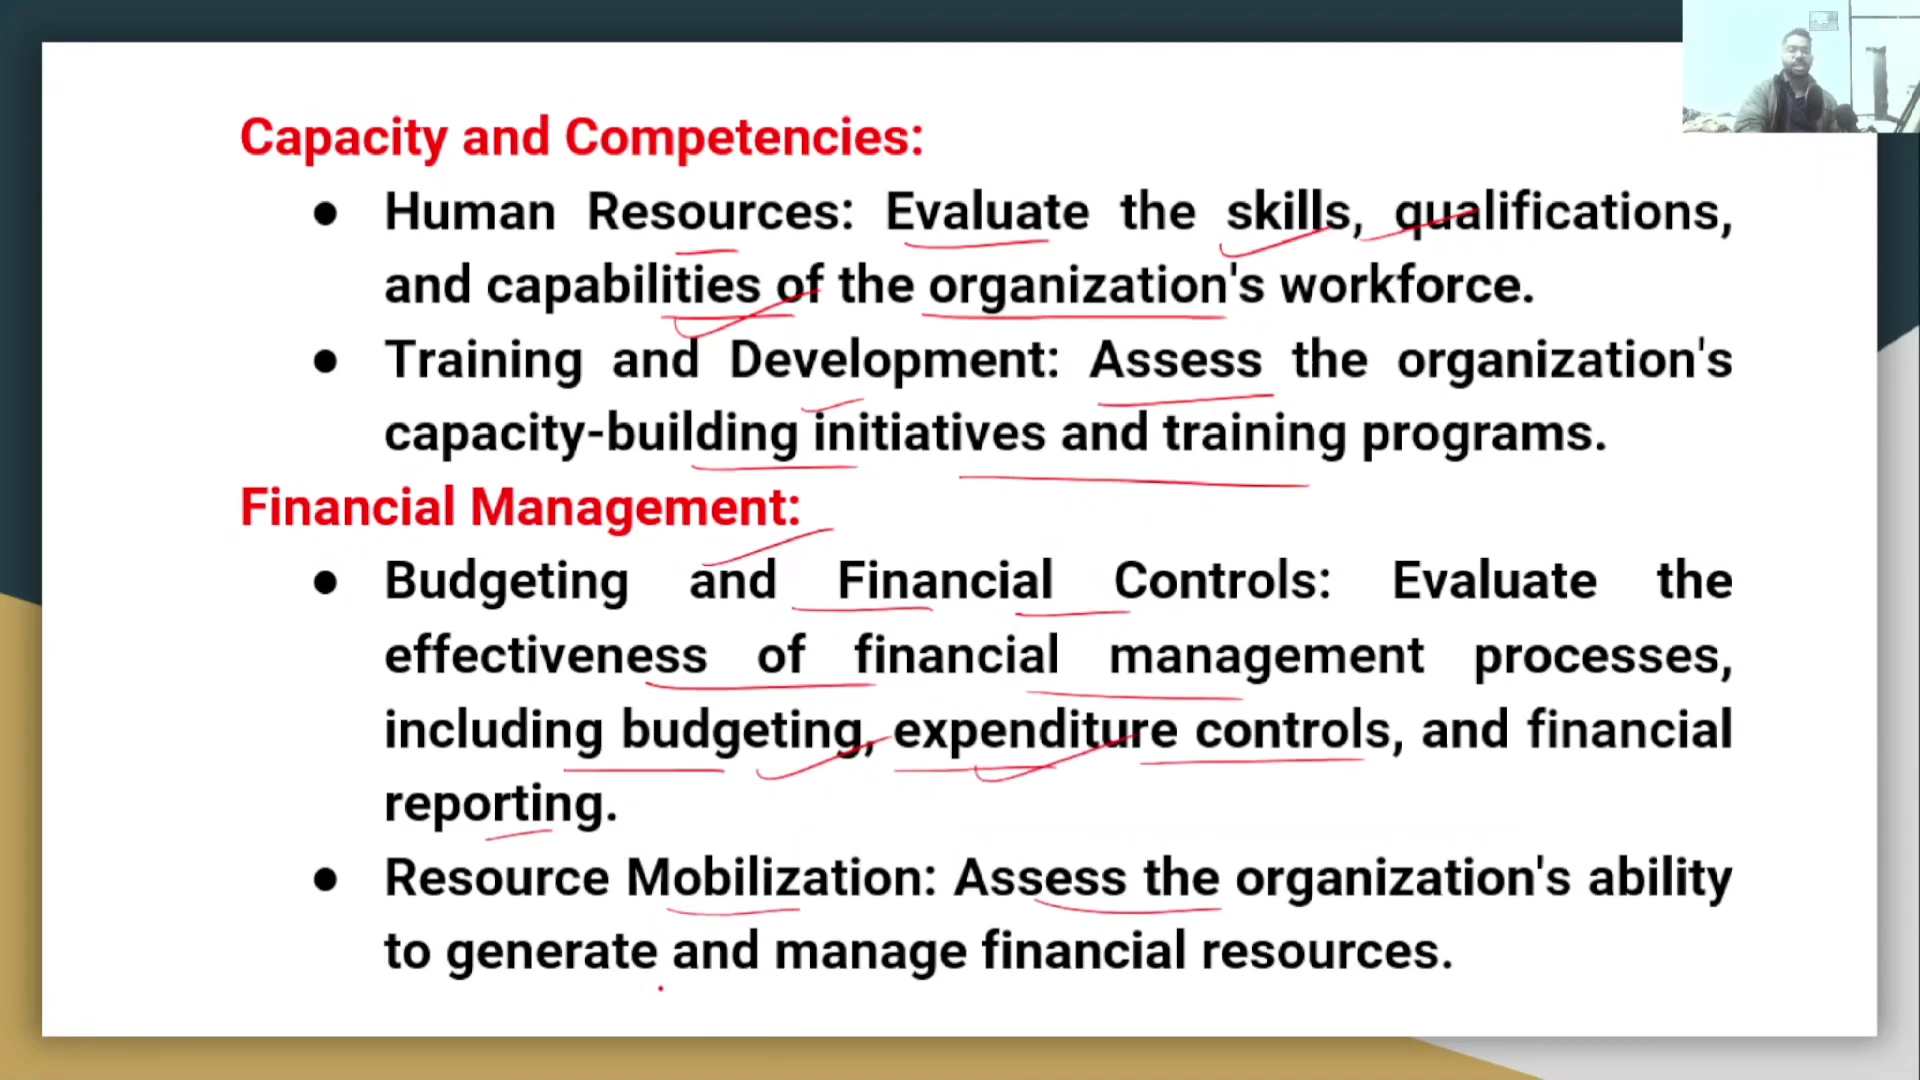 Capacity and Competencies:
● Human Resources: Evaluate the skills, qualifications,
and capabilities of the organization's workforce.
● Training and Development: Assess the organization's
capacity-building initiatives and training programs.
Financial Management:
● Budgeting and Financial Controls: Evaluate the
effectiveness of financial management processes,
including budgeting, expenditure controls, and financial
reporting.
● Resource Mobilization: Assess the organization's ability
to generate and manage financial resources.